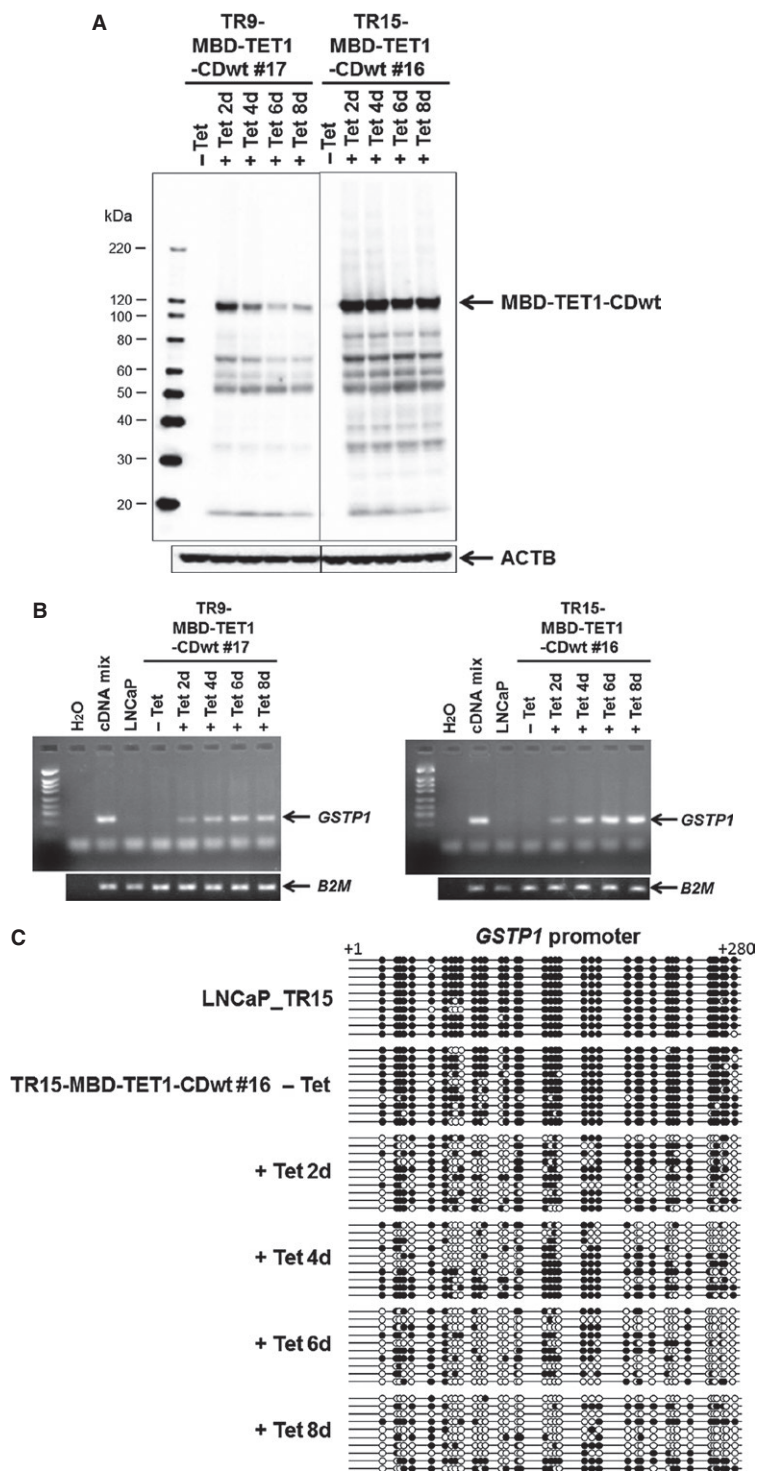 A
TR9-
MBD-TET1
-CDwt #17
TR15-
MBD-TET1
-CDwt #16
– Tet
+ Tet 2d
+ Tet 4d
+ Tet 6d
+ Tet 8d
– Tet
+ Tet 2d
+ Tet 4d
+ Tet 6d
+ Tet 8d
kDa
220
120
100
80
60
50
40
30
20
MBD-TET1-CDwt
ACTB
B
TR9-
MBD-TET1
-CDwt #17
H2O
cDNA mix
LNCaP
– Tet
+ Tet 2d
+ Tet 4d
+ Tet 6d
+ Tet 8d
GSTP1
B2M
TR15-
MBD-TET1
-CDwt #16
H2O
cDNA mix
LNCaP
– Tet
+ Tet 2d
+ Tet 4d
+ Tet 6d
+ Tet 8d
GSTP1
B2M
C
GSTP1 promoter
+1 +280
LNCaP_TR15
TR15-MBD-TET1-CDwt #16 – Tet
+ Tet 2d
+ Tet 4d
+ Tet 6d
+ Tet 8d